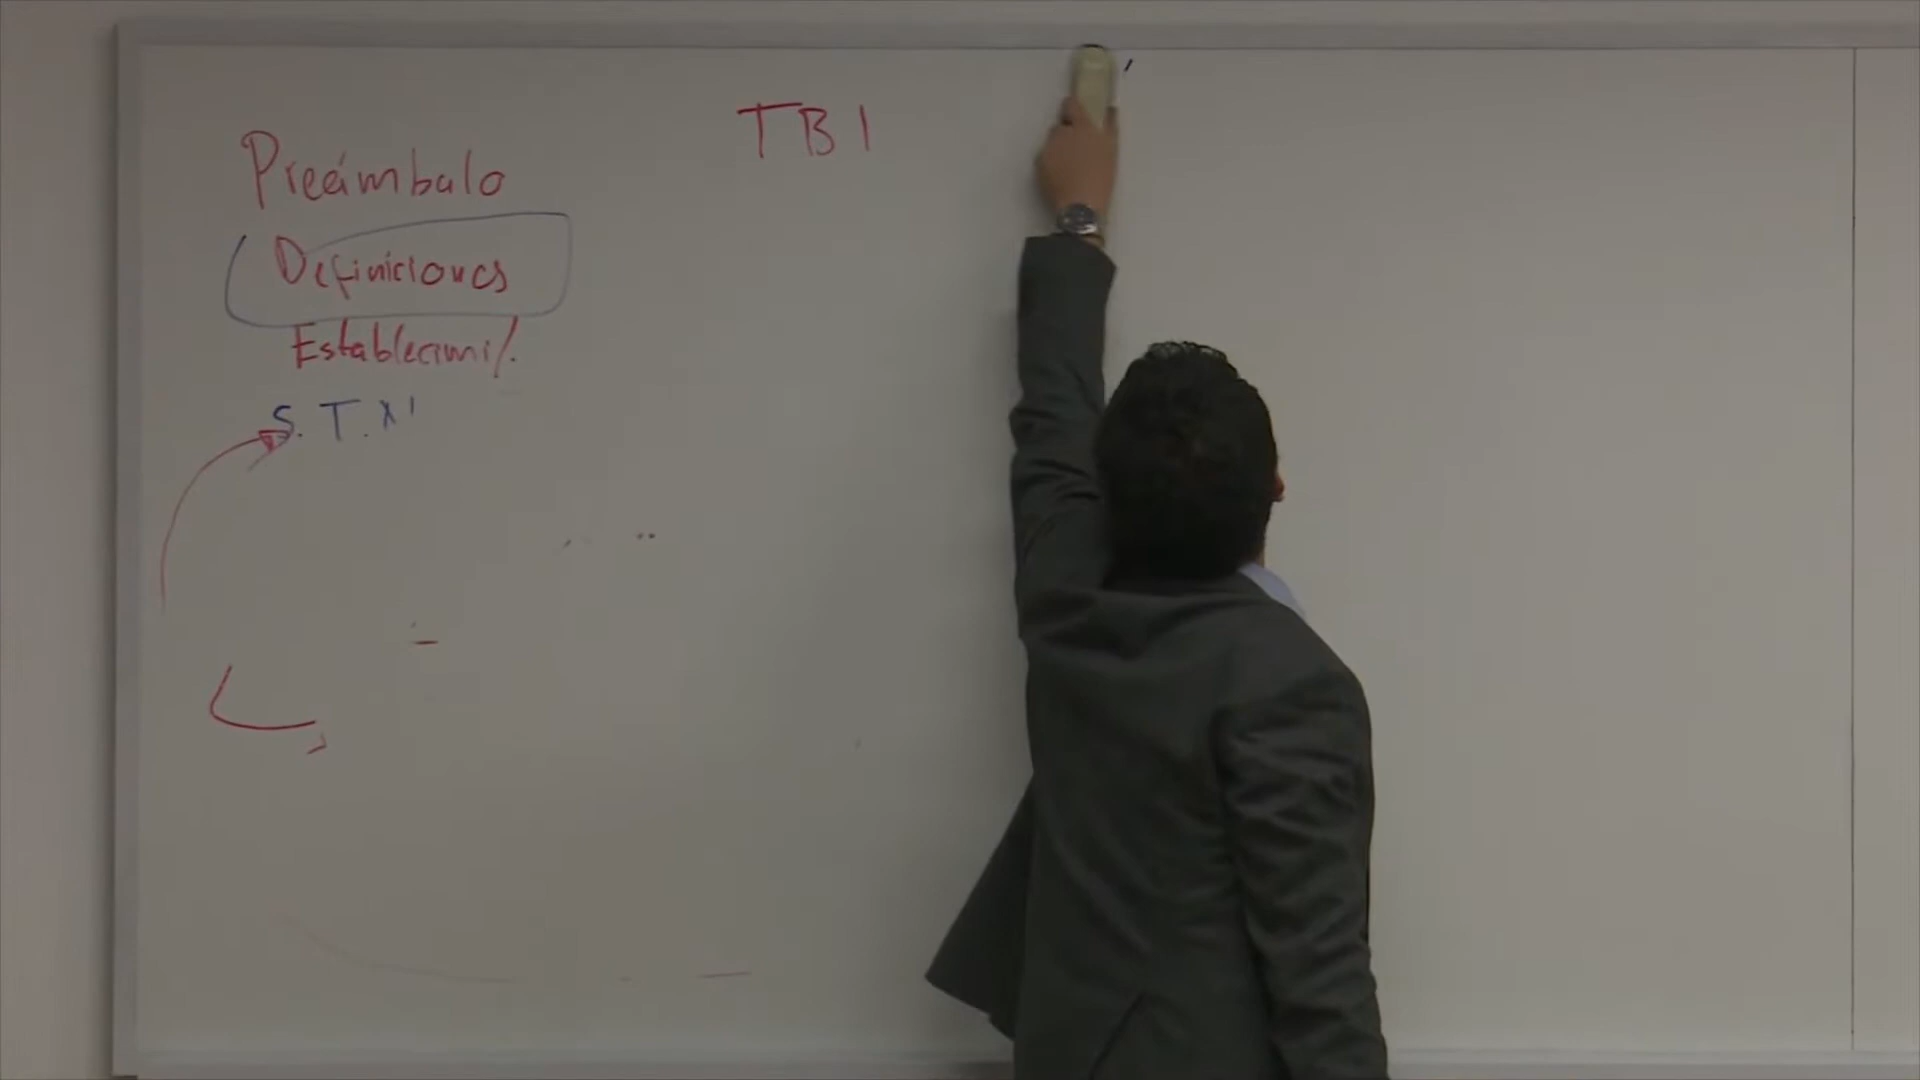 TBI
Preámbulo
Definiciones
Establecimi/.
S. T.